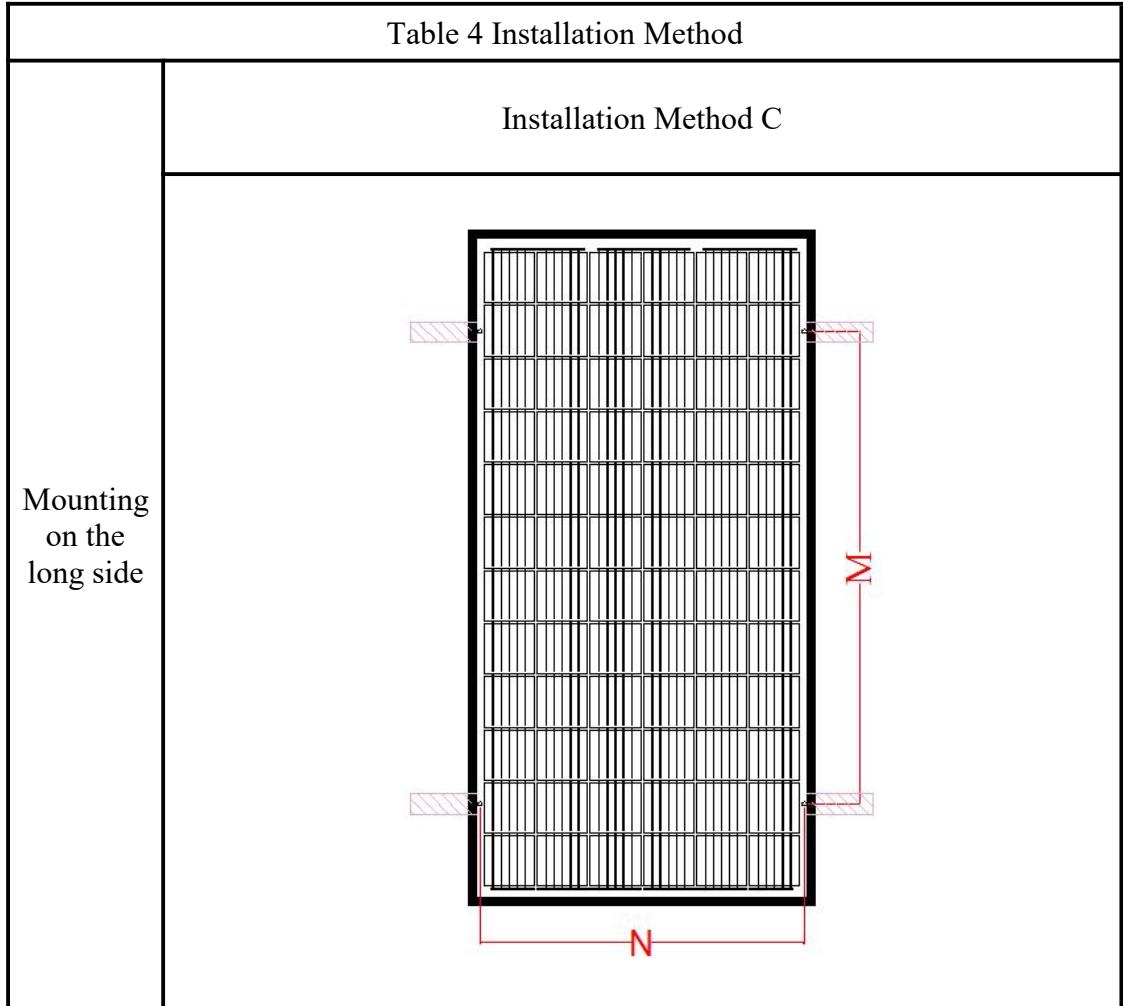 Table 4 Installation Method
Installation Method C
Mounting
on the
long side
M
N